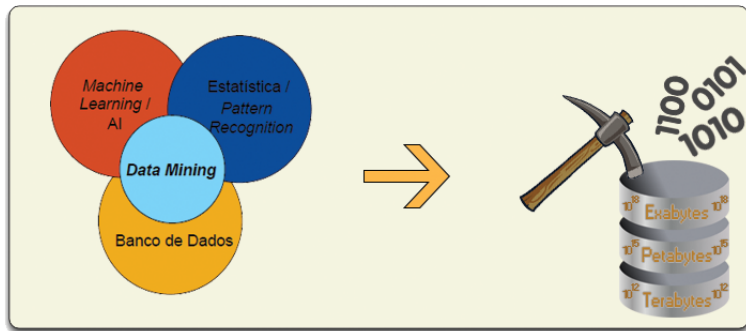 Machine
Learning /
AI
Estatística /
Pattern
Recognition
Data Mining
Banco de Dados
1100
0101
1010
10¹⁸ Exabytes 10¹⁸
10¹⁵ Petabytes 10¹⁵
10¹² Terabytes 10¹²